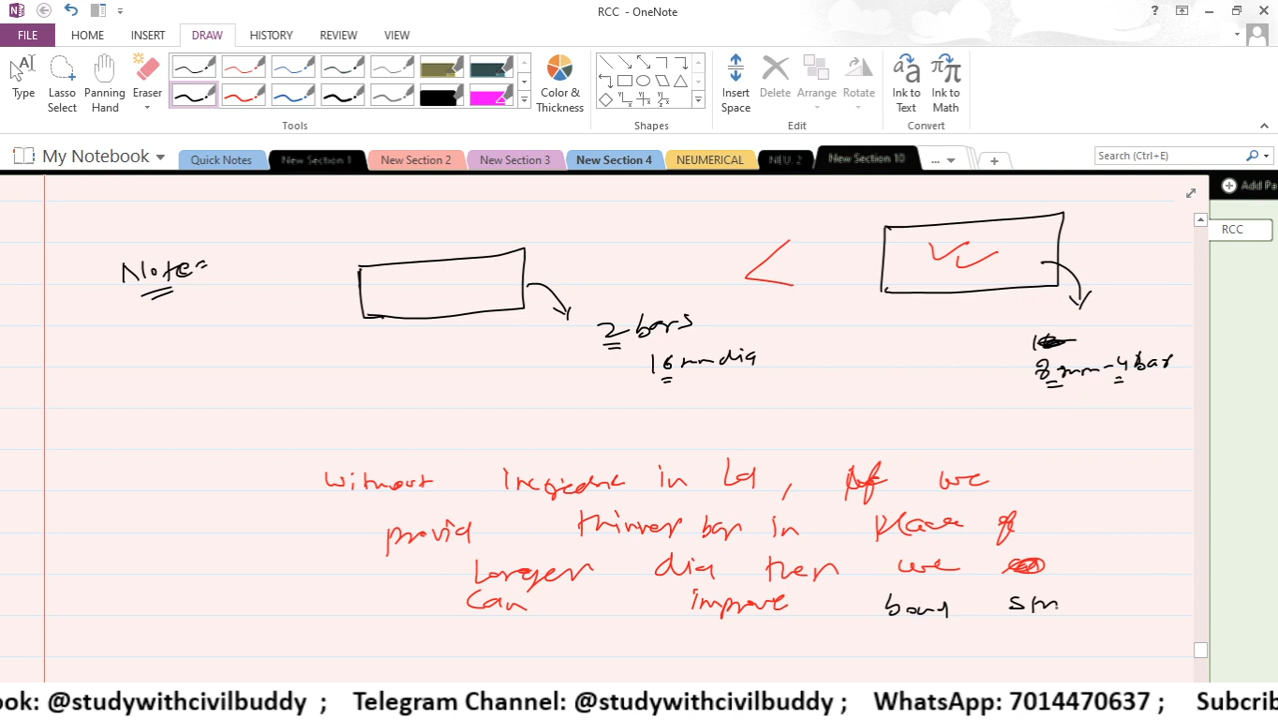 RCC - OneNote
FILE HOME INSERT DRAW HISTORY REVIEW VIEW
Type
Lasso Select
Panning Hand
Eraser
Color & Thickness
Insert Space
Delete
Arrange
Rotate
Ink to Text
Ink to Math
Tools Shapes Edit Convert
My Notebook Quick Notes New Section 1 New Section 2 New Section 3 New Section 4 NEUMERICAL NEU. 2 New Section 10 ... Search (Ctrl+E)
Add Pa
RCC
Note:-
2 bars
16 mm dia
8 mm - 4 bar
without in Ld, we
provid thinner bar in place of
Larger dia then we
can improve bond
ook: @studywithcivilbuddy ; Telegram Channel: @studywithcivilbuddy ; WhatsApp: 7014470637 ; Subcrib